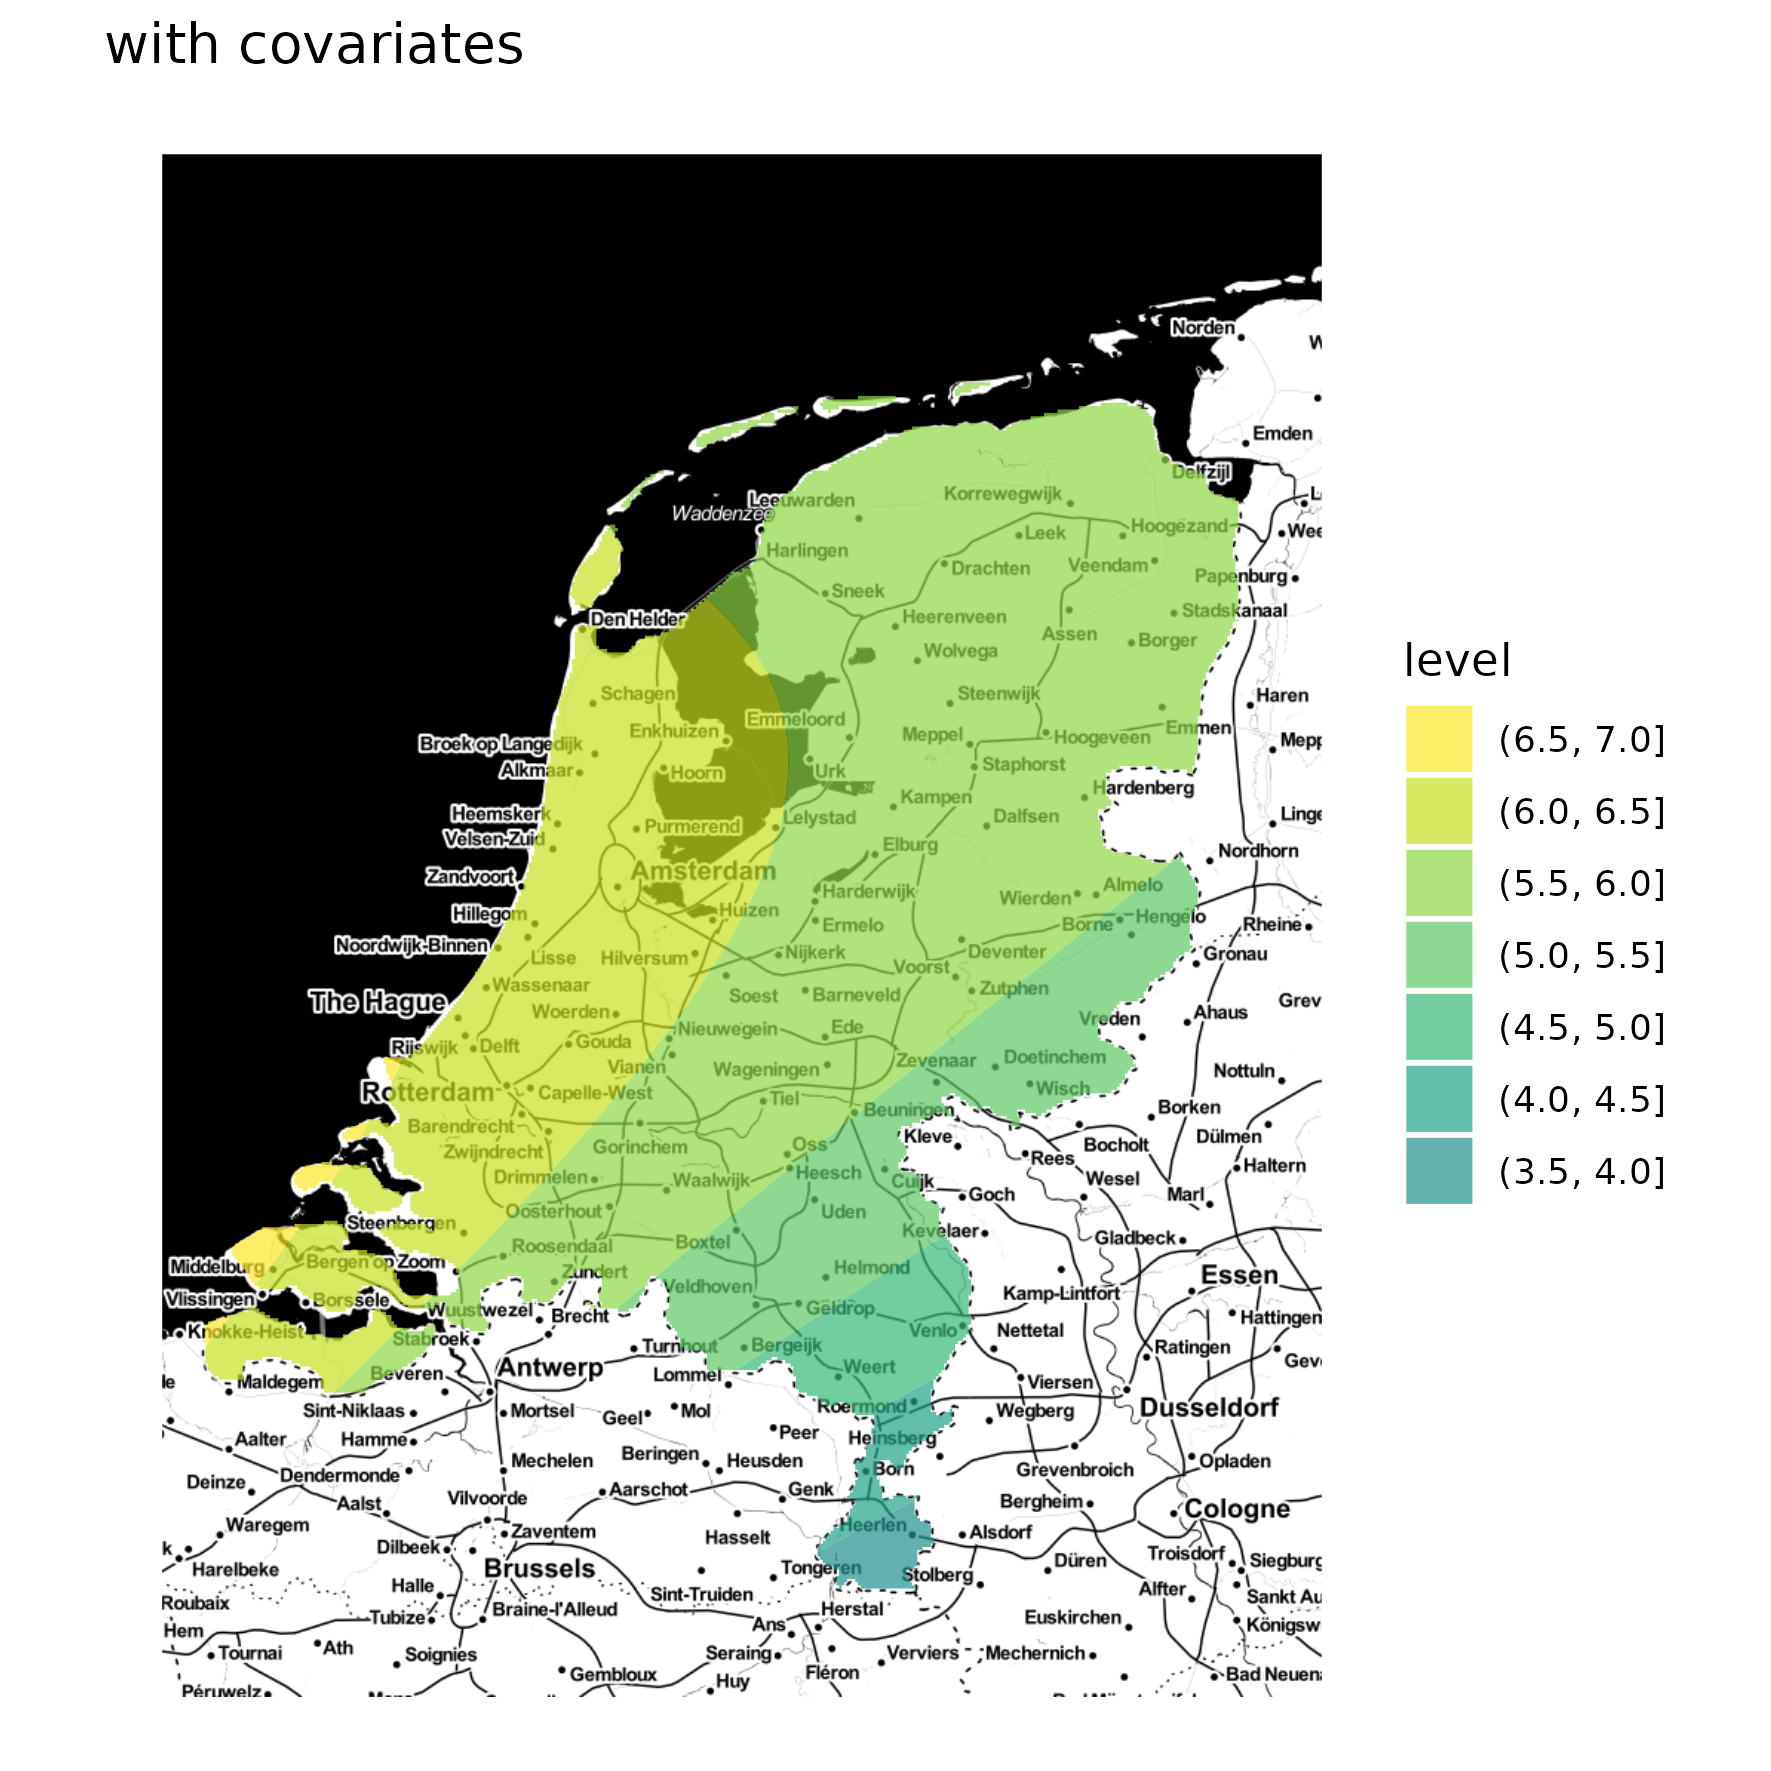 with covariates
Norden
Emden
Delfzijl
Leeuwarden
Korrewegwijk
Waddenzee
Hoogezand
Leek
Harlingen
Drachten
Veendam
Papenburg
Sneek
Stadskanaal
Heerenveen
Den Helder
Assen
Borger
Wolvega
level
Schagen
Steenwijk
Haren
Emmeloord
Enkhuizen
Meppel
Hoogeveen
Emmen
(6.5, 7.0]
Broek op Langedijk
Alkmaar
Hoorn
Urk
Staphorst
Hardenberg
Kampen
Heemskerk
Purmerend
Lelystad
Dalfsen
(6.0, 6.5]
Velsen-Zuid
Elburg
Nordhorn
Zandvoort
Amsterdam
Harderwijk
Wierden
Almelo
(5.5, 6.0]
Hillegom
Huizen
Ermelo
Borne
Hengelo
Rheine
Noordwijk-Binnen
Lisse
Hilversum
Nijkerk
Voorst
Deventer
Gronau
(5.0, 5.5]
Wassenaar
Soest
Barneveld
Zutphen
The Hague
Woerden
Vreden
Ahaus
Nieuwegein
Ede
(4.5, 5.0]
Rijswijk
Delft
Gouda
Vianen
Wageningen
Zevenaar
Doetinchem
Nottuln
Rotterdam
Capelle-West
Tiel
Beuningen
Wisch
Borken
(4.0, 4.5]
Barendrecht
Zwijndrecht
Gorinchem
Oss
Kleve
Bocholt
Dülmen
Rees
Haltern
Drimmelen
Waalwijk
Heesch
Cuijk
Goch
Wesel
Marl
(3.5, 4.0]
Steenbergen
Oosterhout
Uden
Kevelaer
Gladbeck
Roosendaal
Boxtel
Middelburg
Bergen op Zoom
Zundert
Helmond
Essen
Vlissingen
Borssele
Veldhoven
Geldrop
Kamp-Lintfort
Wuustwezel
Brecht
Hattingen
Knokke-Heist
Stabroek
Turnhout
Bergeijk
Venlo
Nettetal
Ratingen
Maldegem
Beveren
Antwerp
Lommel
Weert
Viersen
Sint-Niklaas
Mortsel
Geel
Mol
Roermond
Wegberg
Dusseldorf
Aalter
Hamme
Peer
Heinsberg
Deinze
Dendermonde
Mechelen
Beringen
Heusden
Born
Grevenbroich
Opladen
Aalst
Vilvoorde
Aarschot
Genk
Bergheim
Cologne
Waregem
Zaventem
Hasselt
Heerlen
Alsdorf
Harelbeke
Dilbeek
Brussels
Tongeren
Stolberg
Düren
Troisdorf
Siegburg
Roubaix
Halle
Sint-Truiden
Alfter
Hem
Tubize
Braine-l'Alleud
Ans
Herstal
Euskirchen
Tournai
Ath
Soignies
Seraing
Fléron
Verviers
Mechernich
Péruwelz
Gembloux
Huy